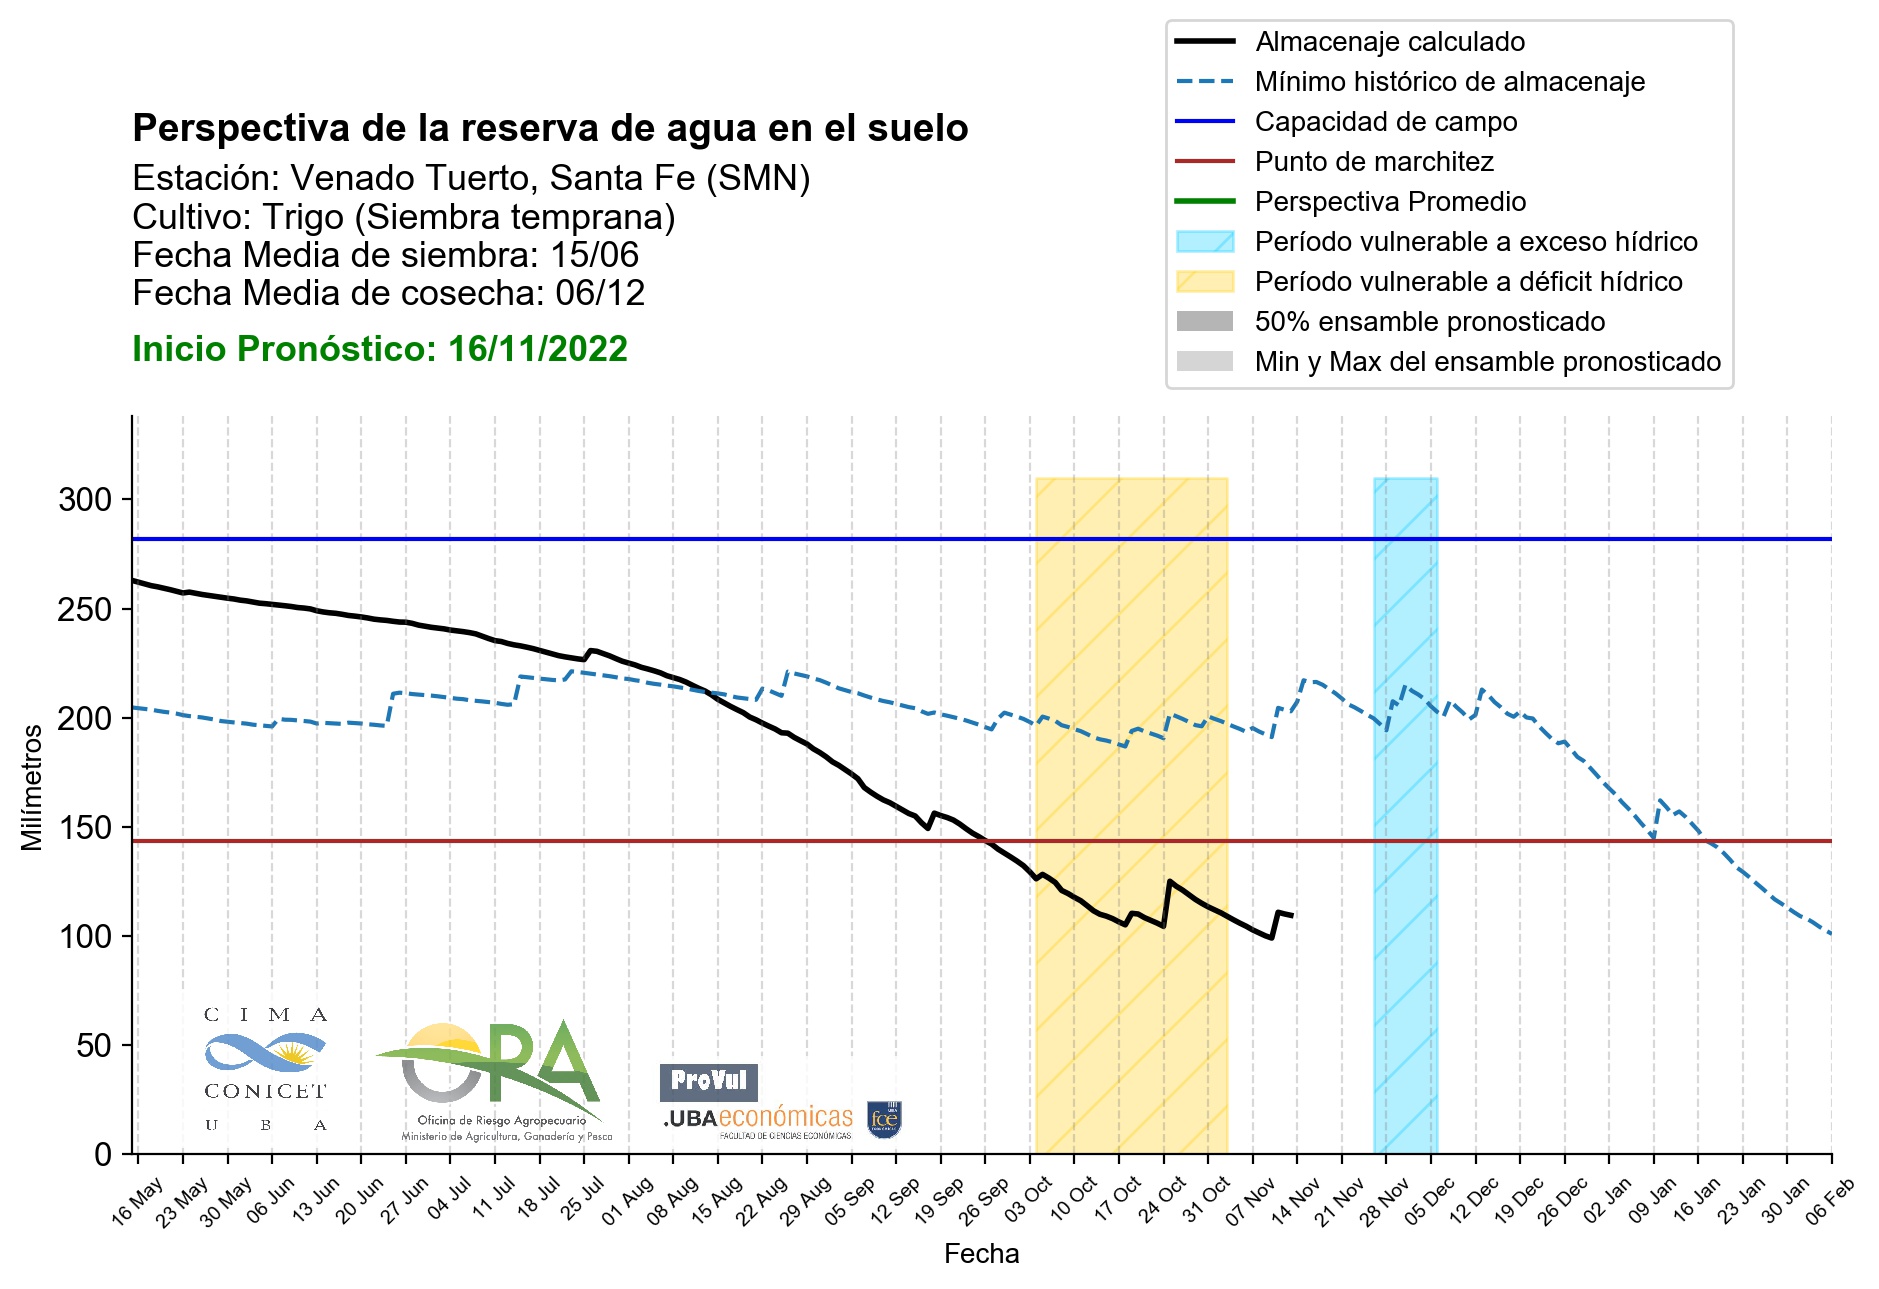 Almacenaje calculado
Mínimo histórico de almacenaje
Capacidad de campo
Punto de marchitez
Perspectiva Promedio
Período vulnerable a exceso hídrico
Período vulnerable a déficit hídrico
50% ensamble pronosticado
Min y Max del ensamble pronosticado
Perspectiva de la reserva de agua en el suelo
Estación: Venado Tuerto, Santa Fe (SMN)
Cultivo: Trigo (Siembra temprana)
Fecha Media de siembra: 15/06
Fecha Media de cosecha: 06/12
Inicio Pronóstico: 16/11/2022
300
250
200
150
100
50
0
Milímetros
C I M A
CONICET
U B A
ORA
Oficina de Riesgo Agropecuario
Ministerio de Agricultura, Ganadería y Pesca
ProVul
.UBAeconómicas
FACULTAD DE CIENCIAS ECONÓMICAS
fce
16 May 23 May 30 May 06 Jun 13 Jun 20 Jun 27 Jun 04 Jul 11 Jul 18 Jul 25 Jul 01 Aug 08 Aug 15 Aug 22 Aug 29 Aug 05 Sep 12 Sep 19 Sep 26 Sep 03 Oct 10 Oct 17 Oct 24 Oct 31 Oct 07 Nov 14 Nov 21 Nov 28 Nov 05 Dec 12 Dec 19 Dec 26 Dec 02 Jan 09 Jan 16 Jan 23 Jan 30 Jan 06 Feb
Fecha